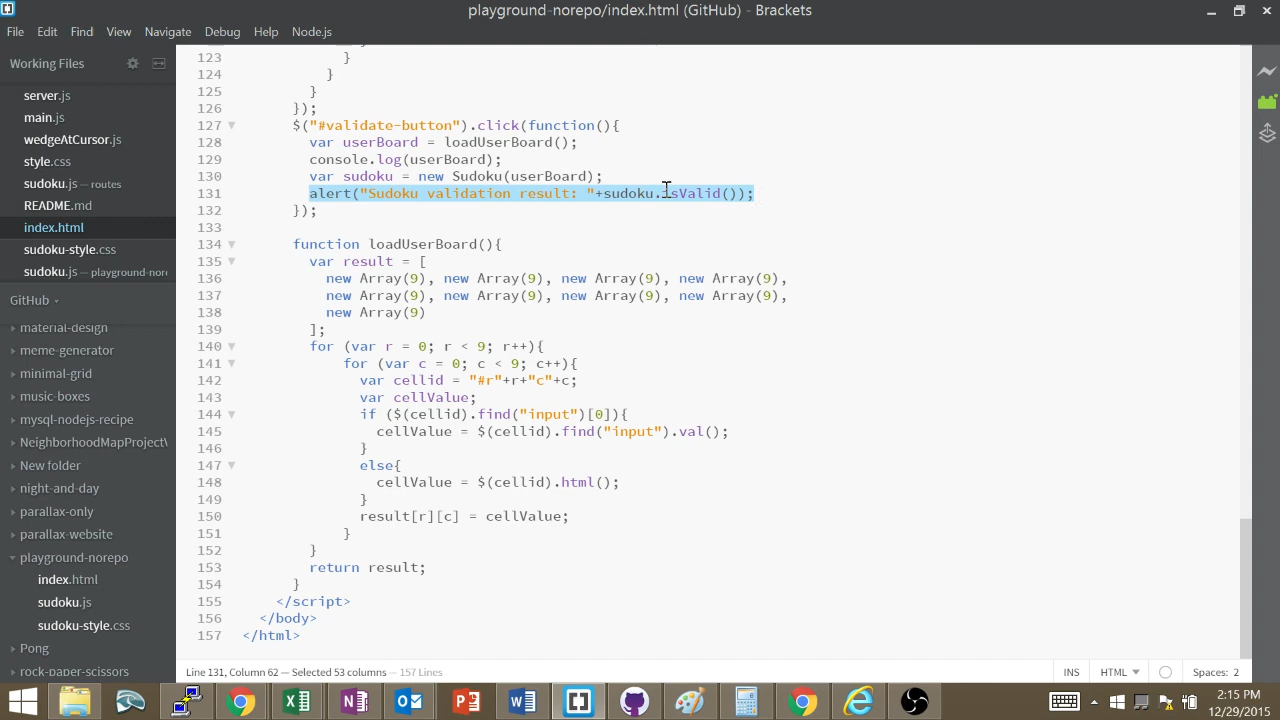 playground-norepo/index.html (GitHub) - Brackets
File Edit Find View Navigate Debug Help Node.js
Working Files
server.js
main.js
wedgeAtCursor.js
style.css
sudoku.js — turnin
README.md
index.html
sudoku-style.css
sudoku.js — playground-nor
GitHub
material-design
meme-generator
minimal-grid
music-boxes
mysql-nodejs-recipe
NeighborhoodMapProject\
New folder
night-and-day
parallax-only
parallax-website
playground-norepo
index.html
sudoku.js
sudoku-style.css
Pong
rock-paper-scissors
123 }
124 }
125 }
126 });
127 $("#validate-button").click(function(){
128 var userBoard = loadUserBoard();
129 console.log(userBoard);
130 var sudoku = new Sudoku(userBoard);
131 alert("Sudoku validation result: "+sudoku.isValid());
132 });
133
134 function loadUserBoard(){
135 var result = [
136 new Array(9), new Array(9), new Array(9), new Array(9),
137 new Array(9), new Array(9), new Array(9), new Array(9),
138 new Array(9)
139 ];
140 for (var r = 0; r < 9; r++){
141 for (var c = 0; c < 9; c++){
142 var cellid = "#r"+r+"c"+c;
143 var cellValue;
144 if ($(cellid).find("input")[0]){
145 cellValue = $(cellid).find("input").val();
146 }
147 else{
148 cellValue = $(cellid).html();
149 }
150 result[r][c] = cellValue;
151 }
152 }
153 return result;
154 }
155 </script>
156 </body>
157 </html>
Line 131, Column 62 — Selected 53 columns — 157 Lines
INS HTML Spaces: 2
2:15 PM
12/29/2015